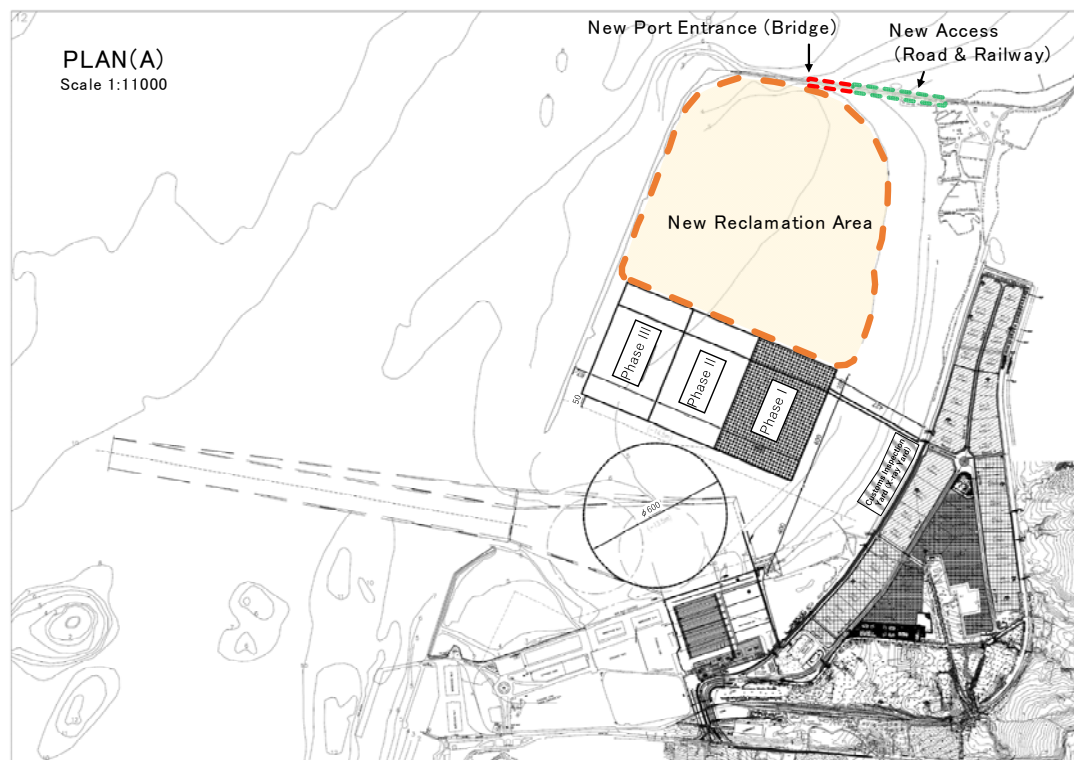 12
PLAN(A)
Scale 1:11000
New Port Entrance (Bridge)
New Access
(Road & Railway)
New Reclamation Area
Phase III
Phase II
Phase I
50
Customs Inspection
Yard (X-ray Yard)
φ600